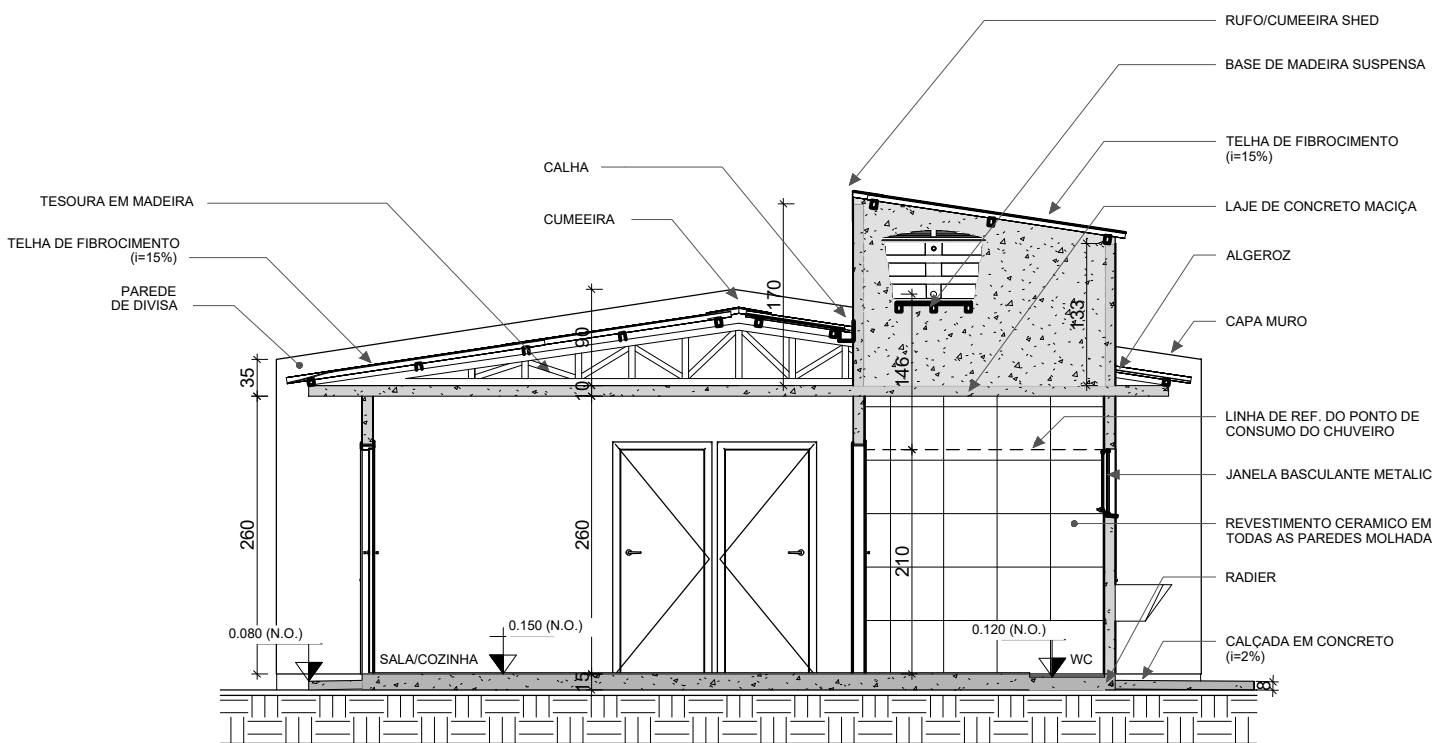 RUFO/CUMEEIRA SHED
BASE DE MADEIRA SUSPENSA
TELHA DE FIBROCIMENTO
(i=15%)
LAJE DE CONCRETO MACIÇA
ALGEROZ
CAPA MURO
LINHA DE REF. DO PONTO DE
CONSUMO DO CHUVEIRO
JANELA BASCULANTE METALIC
REVESTIMENTO CERAMICO EM
TODAS AS PAREDES MOLHADA
RADIER
CALÇADA EM CONCRETO
(i=2%)
CALHA
CUMEEIRA
TESOURA EM MADEIRA
TELHA DE FIBROCIMENTO
(i=15%)
PAREDE
DE DIVISA
35
260
90
10
260
15
170
146
210
133
8
0.080 (N.O.)
SALA/COZINHA
0.150 (N.O.)
0.120 (N.O.)
WC